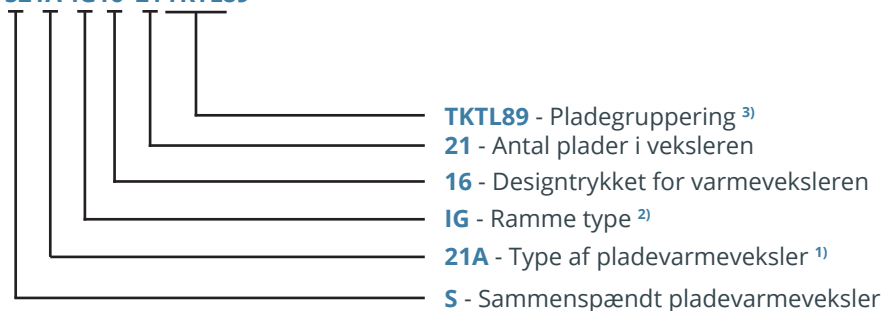 TKTL89 - Pladegruppering 3)
21 - Antal plader i veksleren
16 - Designtrykket for varmeveksleren
IG - Ramme type 2)
21A - Type af pladevarmeveksler 1)
S - Sammenspændt pladevarmeveksler